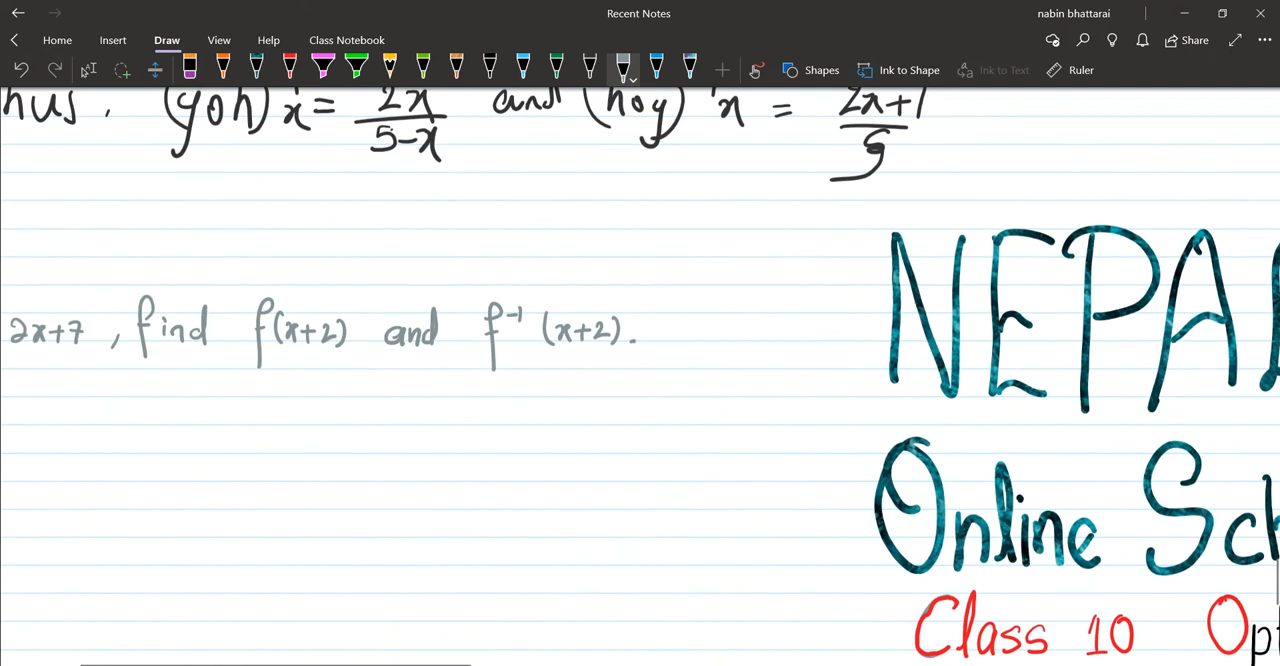 Recent Notes
nabin bhattarai
Home Insert Draw View Help Class Notebook
Share
Shapes Ink to Shape Ink to Text Ruler
hus. (goh) x = 2x/5-x and (hog) x = 2x+1/5
2x+7 , find f(x+2) and f⁻¹ (x+2).
NEPA
Online Sch
Class 10 Opt